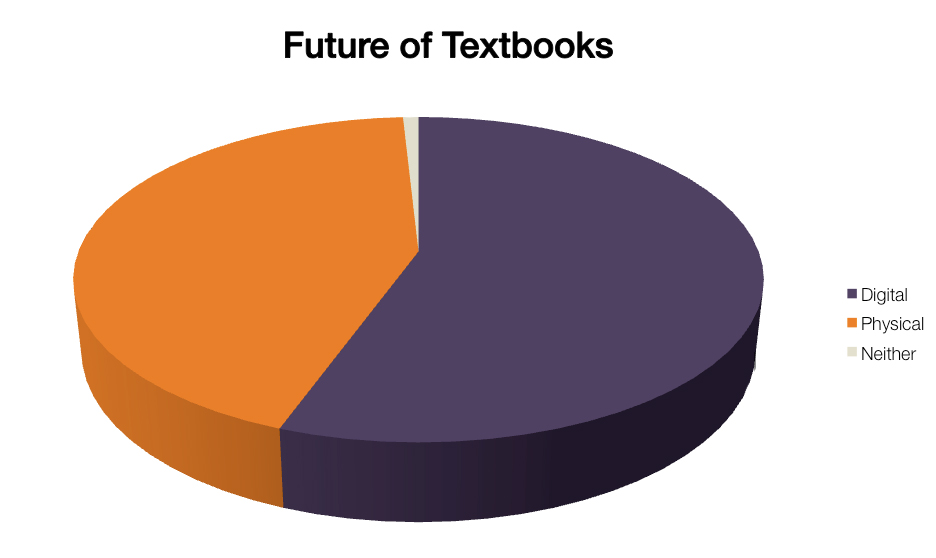 Future of Textbooks
Digital
Physical
Neither